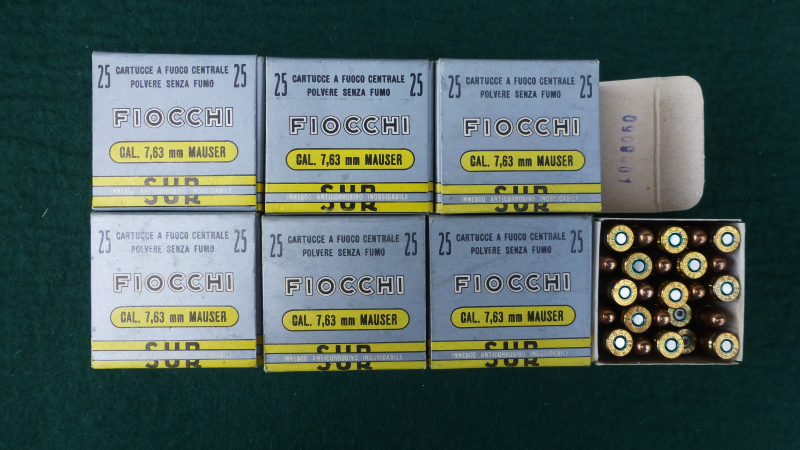 25 CARTUCCE A FUOCO CENTRALE 25
POLVERE SENZA FUMO
FIOCCHI
CAL. 7,63 mm MAUSER
SUR
INNESCO ANTICORROSIVO INOSSIDABILE
25 CARTUCCE A FUOCO CENTRALE 25
POLVERE SENZA FUMO
FIOCCHI
CAL. 7,63 mm MAUSER
SUR
INNESCO ANTICORROSIVO INOSSIDABILE
25 CARTUCCE A FUOCO CENTRALE 25
POLVERE SENZA FUMO
FIOCCHI
CAL. 7,63 mm MAUSER
SUR
INNESCO ANTICORROSIVO INOSSIDABILE
25 CARTUCCE A FUOCO CENTRALE 25
POLVERE SENZA FUMO
FIOCCHI
CAL. 7,63 mm MAUSER
SUR
INNESCO ANTICORROSIVO INOSSIDABILE
25 CARTUCCE A FUOCO CENTRALE 25
POLVERE SENZA FUMO
FIOCCHI
CAL. 7,63 mm MAUSER
SUR
INNESCO ANTICORROSIVO INOSSIDABILE
25 CARTUCCE A FUOCO CENTRALE 25
POLVERE SENZA FUMO
FIOCCHI
CAL. 7,63 mm MAUSER
SUR
INNESCO ANTICORROSIVO INOSSIDABILE